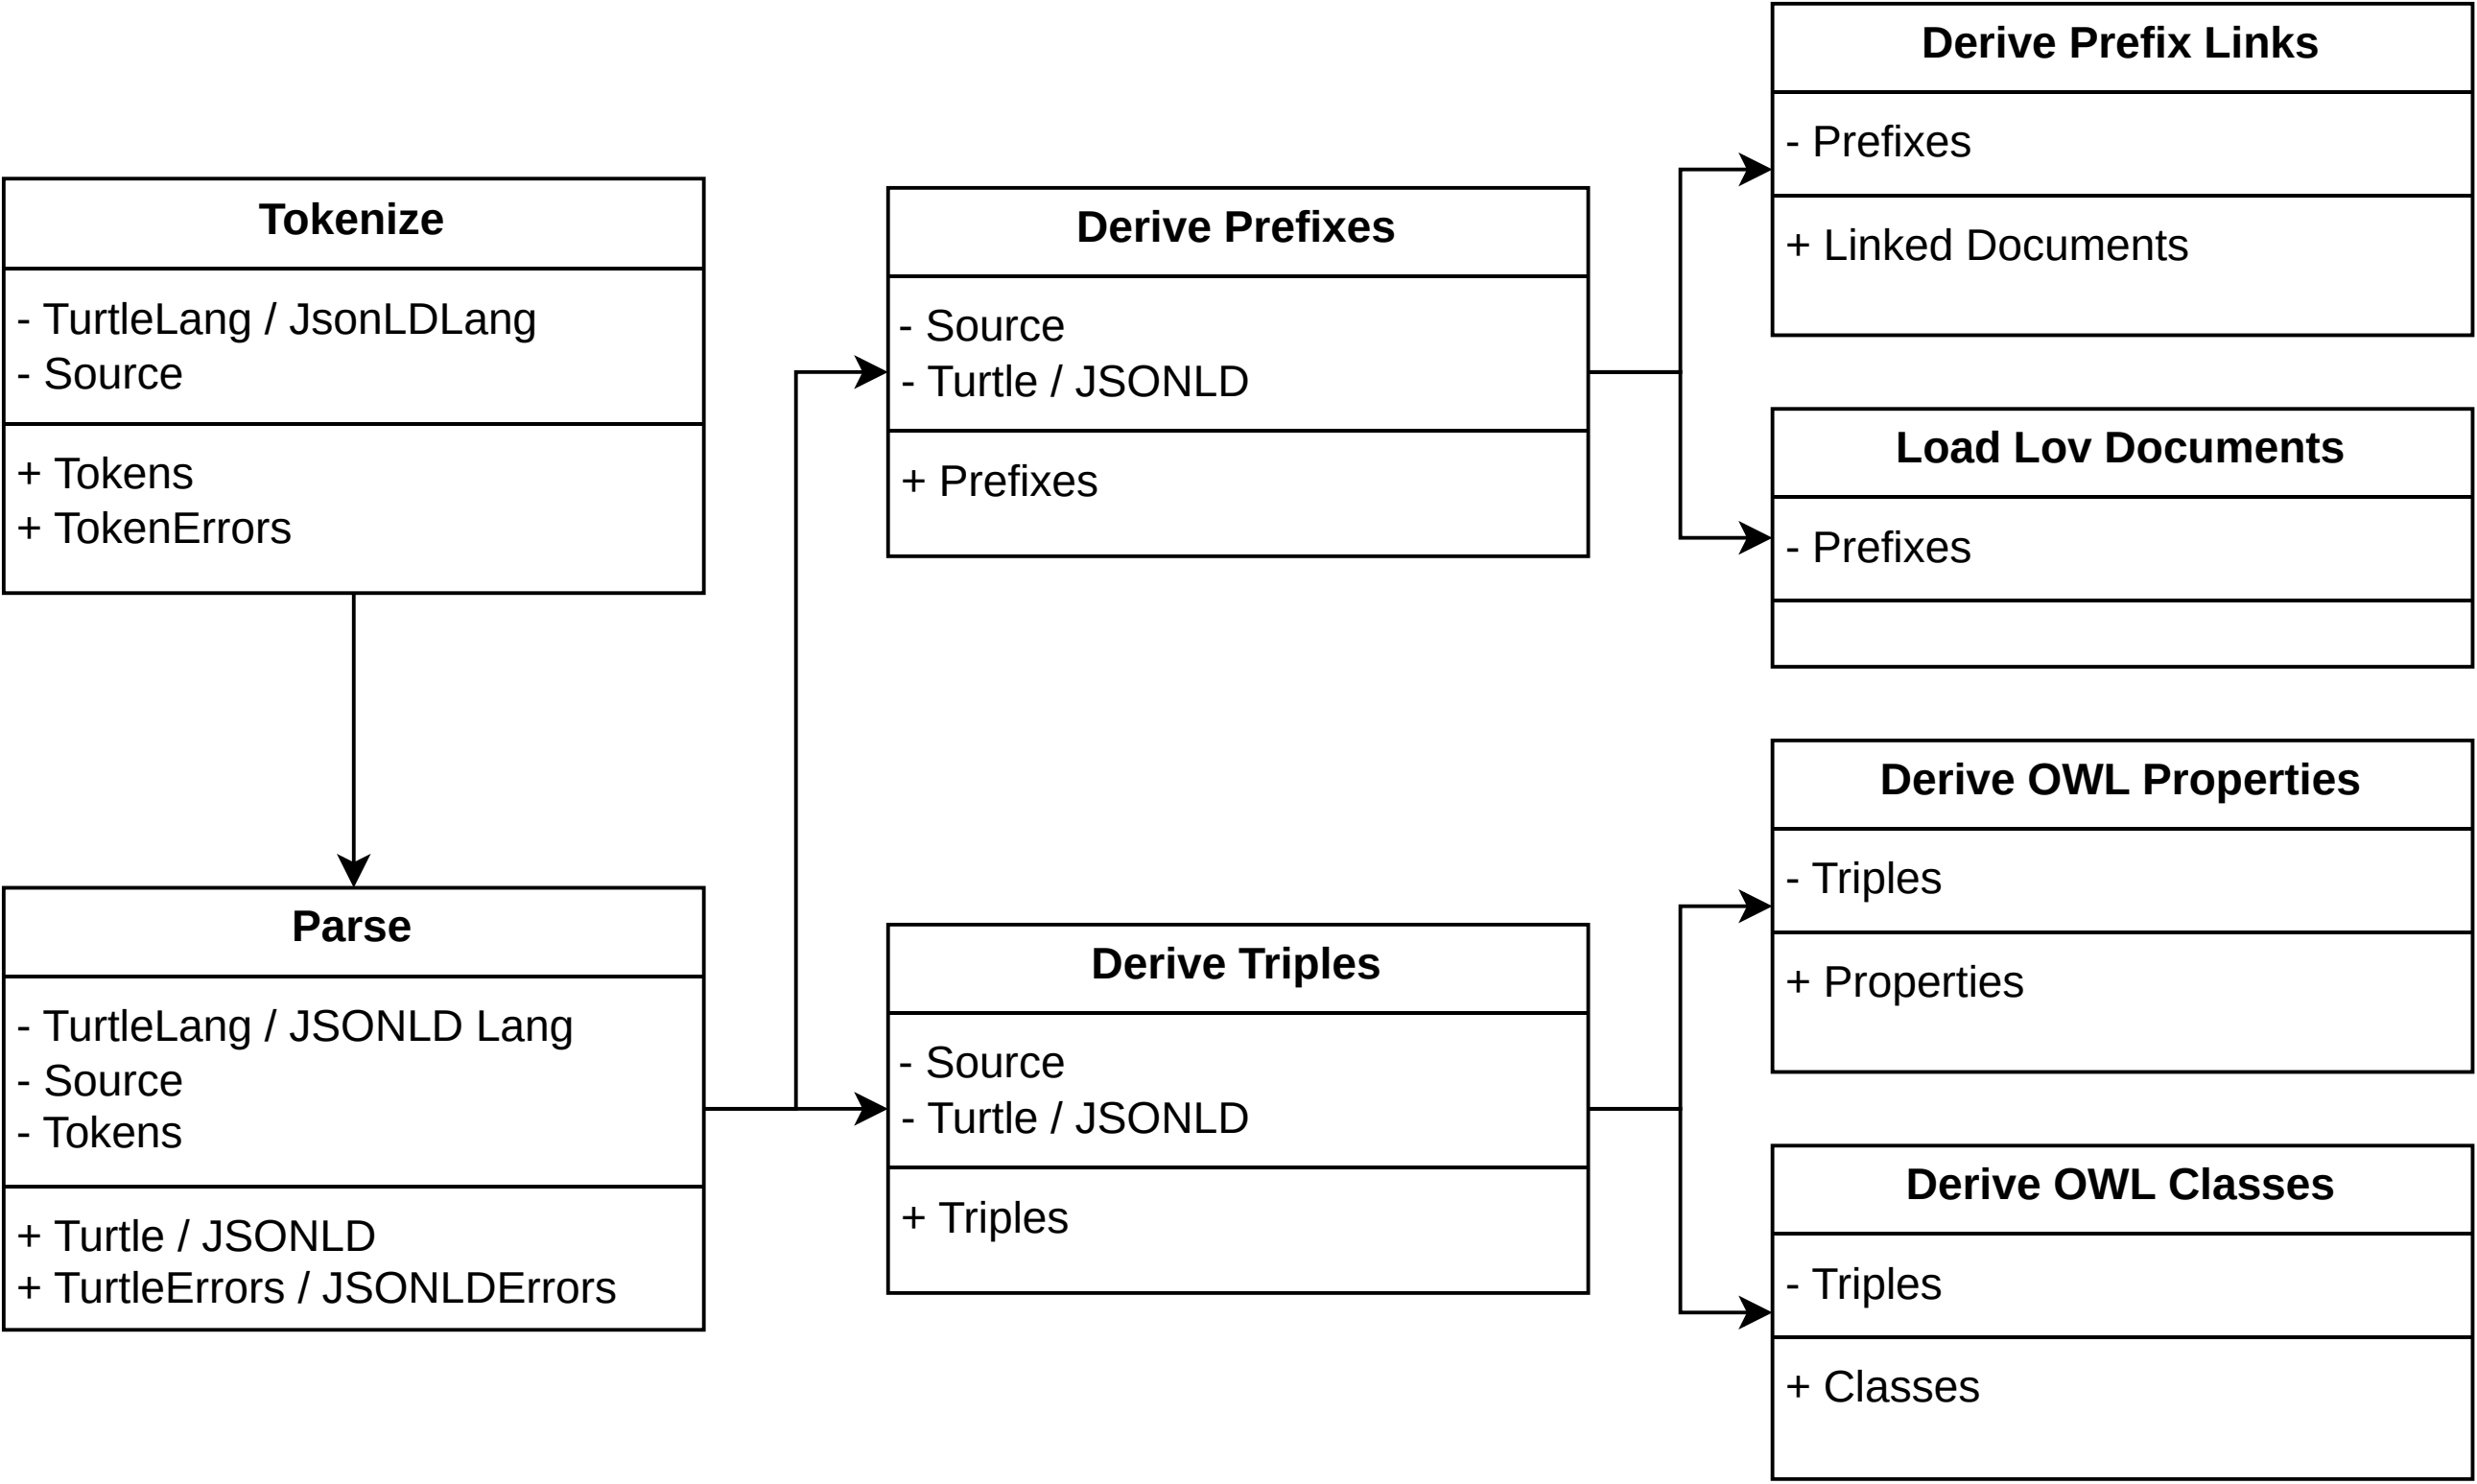 Tokenize
- TurtleLang / JsonLDLang
- Source
+ Tokens
+ TokenErrors
Parse
- TurtleLang / JSONLD Lang
- Source
- Tokens
+ Turtle / JSONLD
+ TurtleErrors / JSONLDErrors
Derive Prefixes
- Source
- Turtle / JSONLD
+ Prefixes
Derive Triples
- Source
- Turtle / JSONLD
+ Triples
Derive Prefix Links
- Prefixes
+ Linked Documents
Load Lov Documents
- Prefixes
Derive OWL Properties
- Triples
+ Properties
Derive OWL Classes
- Triples
+ Classes